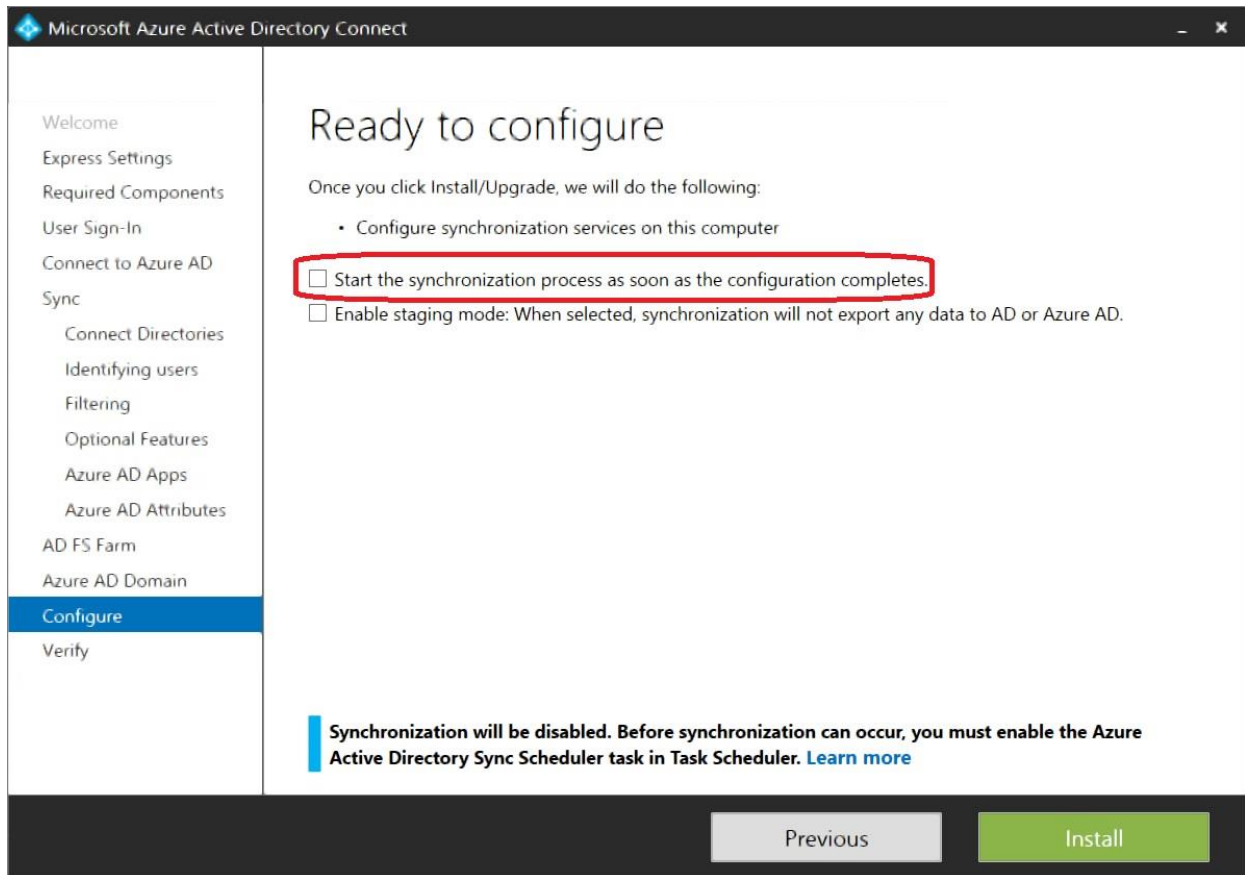 Microsoft Azure Active Directory Connect
Welcome
Express Settings
Required Components
User Sign-In
Connect to Azure AD
Sync
Connect Directories
Identifying users
Filtering
Optional Features
Azure AD Apps
Azure AD Attributes
AD FS Farm
Azure AD Domain
Configure
Verify
Ready to configure
Once you click Install/Upgrade, we will do the following:
• Configure synchronization services on this computer
Start the synchronization process as soon as the configuration completes.
Enable staging mode: When selected, synchronization will not export any data to AD or Azure AD.
Synchronization will be disabled. Before synchronization can occur, you must enable the Azure
Active Directory Sync Scheduler task in Task Scheduler. Learn more
Previous
Install